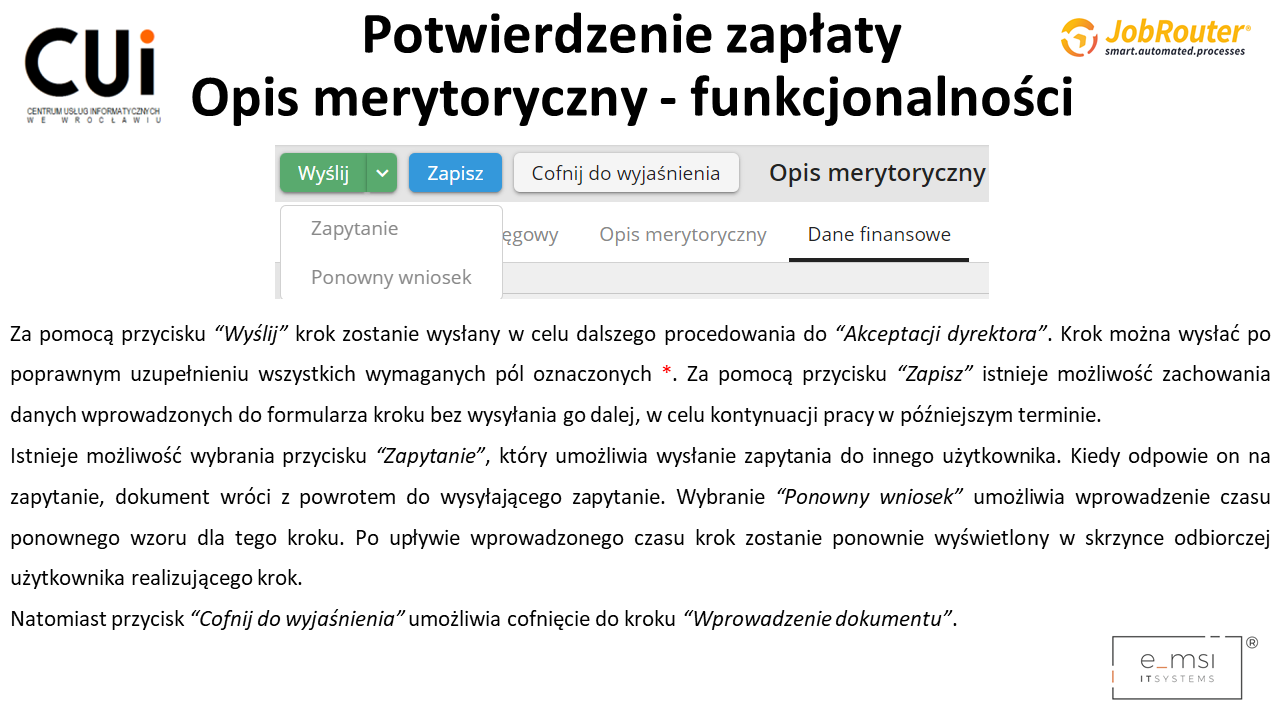 CUi
CENTRUM USŁUG INFORMATYCZNYCH
WE WROCŁAWIU
Potwierdzenie zapłaty
Opis merytoryczny - funkcjonalności
JobRouter®
smart.automated.processes
Wyślij
Zapisz
Cofnij do wyjaśnienia
Opis merytoryczny
Zapytanie
ęgowy
Opis merytoryczny
Dane finansowe
Ponowny wniosek
Za pomocą przycisku “Wyślij” krok zostanie wysłany w celu dalszego procedowania do “Akceptacji dyrektora”. Krok można wysłać po
poprawnym uzupełnieniu wszystkich wymaganych pól oznaczonych *. Za pomocą przycisku “Zapisz” istnieje możliwość zachowania
danych wprowadzonych do formularza kroku bez wysyłania go dalej, w celu kontynuacji pracy w późniejszym terminie.
Istnieje możliwość wybrania przycisku “Zapytanie”, który umożliwia wysłanie zapytania do innego użytkownika. Kiedy odpowie on na
zapytanie, dokument wróci z powrotem do wysyłającego zapytanie. Wybranie “Ponowny wniosek” umożliwia wprowadzenie czasu
ponownego wzoru dla tego kroku. Po upływie wprowadzonego czasu krok zostanie ponownie wyświetlony w skrzynce odbiorczej
użytkownika realizującego krok.
Natomiast przycisk “Cofnij do wyjaśnienia” umożliwia cofnięcie do kroku “Wprowadzenie dokumentu”.
e_msi ®
ITSYSTEMS